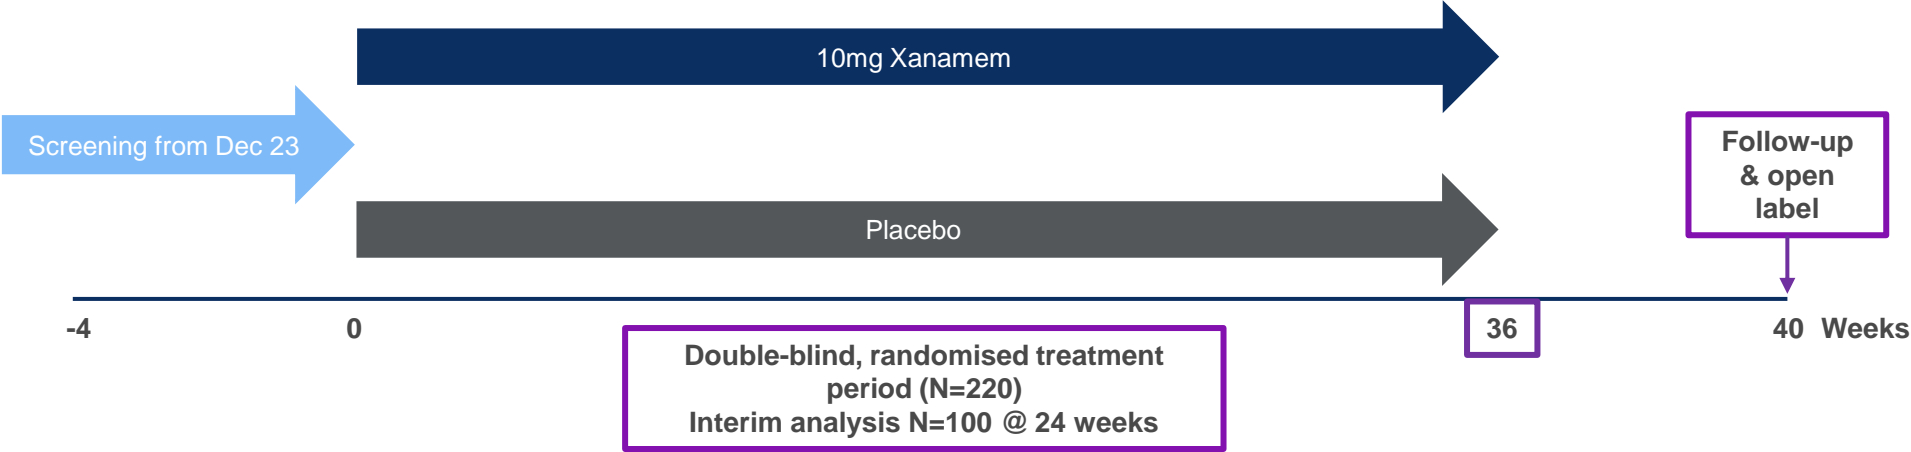 10mg Xanamem
Screening from Dec 23
Follow-up
& open
label
Placebo
-4 0 36 40 Weeks
Double-blind, randomised treatment
period (N=220)
Interim analysis N=100 @ 24 weeks